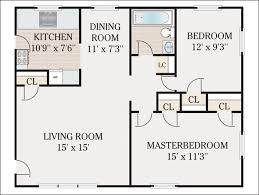 KITCHEN
10'9" x 7'6"
DINING
ROOM
11' x 7'3"
BEDROOM
12' x 9'3"
LC
CL
CL
CL
CL
LIVING ROOM
15' x 15'
MASTERBEDROOM
15' x 11'3"